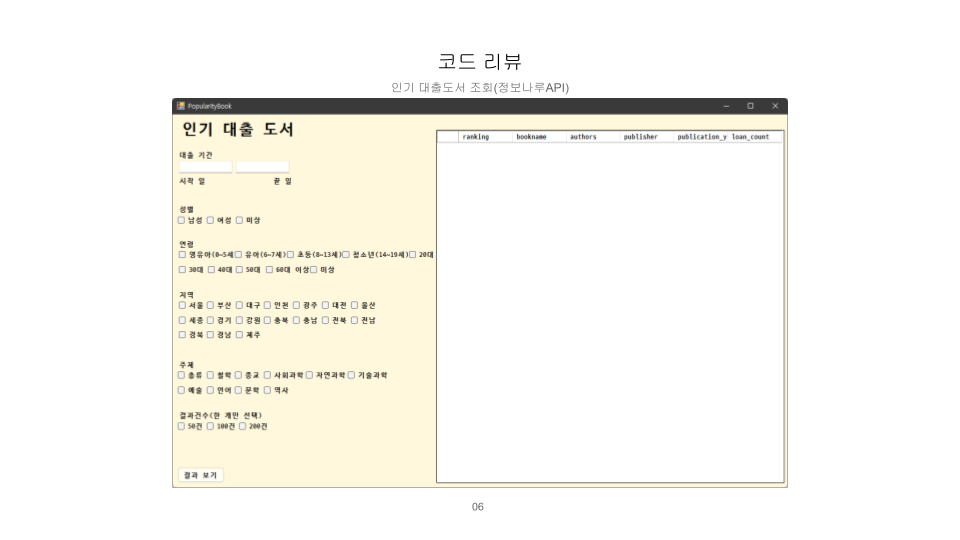 코드 리뷰
인기 대출도서 조회(정보나루API)
PopularityBook
인기 대출 도서
대출 기간
시작 일 끝 일
성별
남성 여성 미상
연령
영유아(0~5세 유아(6~7세) 초등(8~13세) 청소년(14~19세) 20대
30대 40대 50대 60대 이상 미상
지역
서울 부산 대구 인천 광주 대전 울산
세종 경기 강원 충북 충남 전북 전남
경북 경남 제주
주제
총류 철학 종교 사회과학 자연과학 기술과학
예술 언어 문학 역사
결과건수(한 개만 선택)
50건 100건 200건
결과 보기
ranking bookname authors publisher publication_y loan_count
06